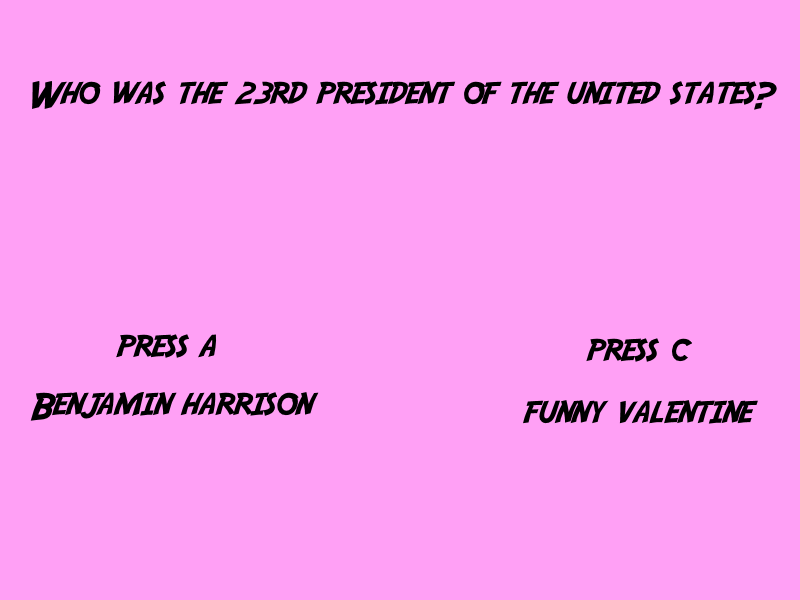 Who was the 23rd president of the united states?
press A
Benjamin harrison
press c
funny valentine